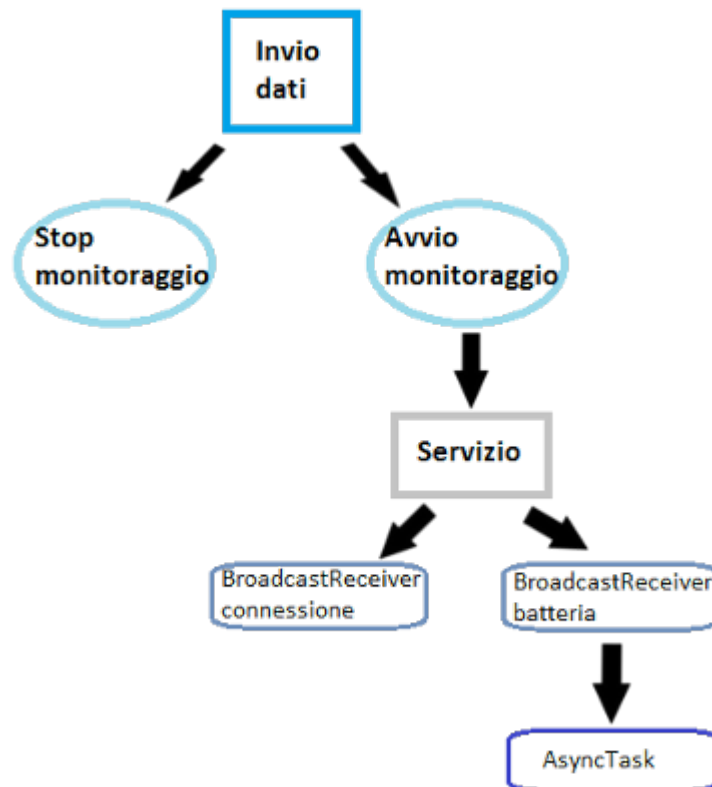 Invio
dati
Stop
monitoraggio
Avvio
monitoraggio
Servizio
BroadcastReceiver
connessione
BroadcastReceiver
batteria
AsyncTask